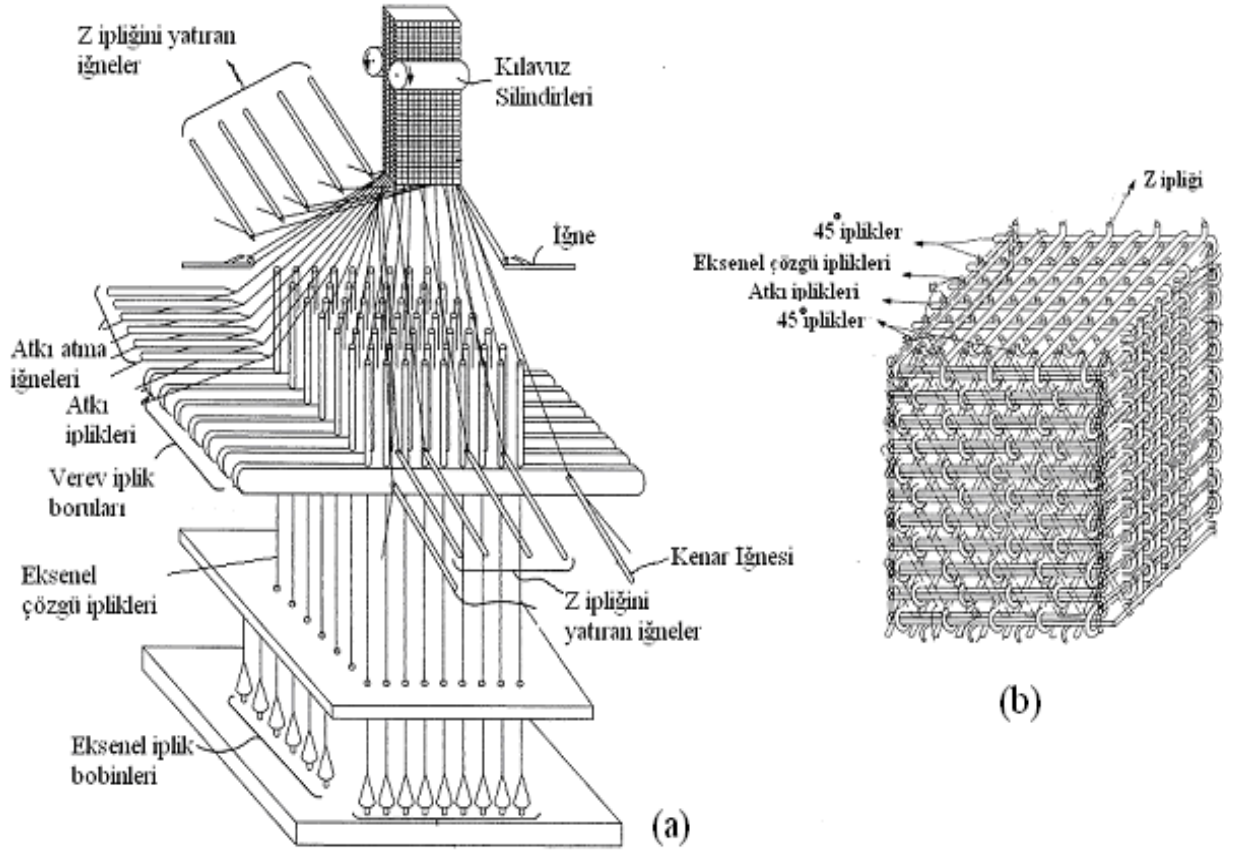 Z ipliğini yatıran
iğneler
Kılavuz
Silindirleri
İğne
Atkı atma
iğneleri
Atkı
iplikleri
Verev iplik
boruları
Eksenel
çözgü iplikleri
Kenar Iğnesi
Z ipliğini
yatıran iğneler
Eksenel iplik
bobinleri
(a)
Z ipliği
45°iplikler
Eksenel çözgü iplikleri
Atkı iplikleri
45°iplikler
(b)